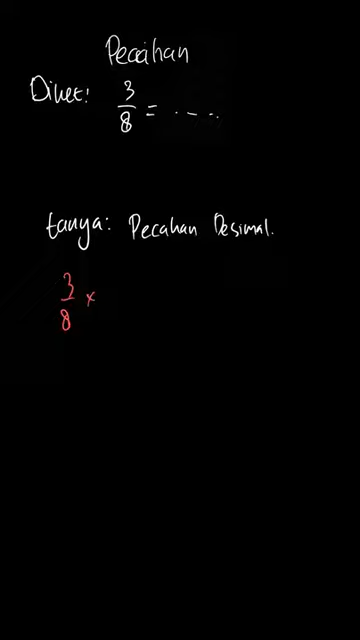 Pecahan
Diket: 3/8 = .....
tanya: Pecahan Desimal.
3/8 x